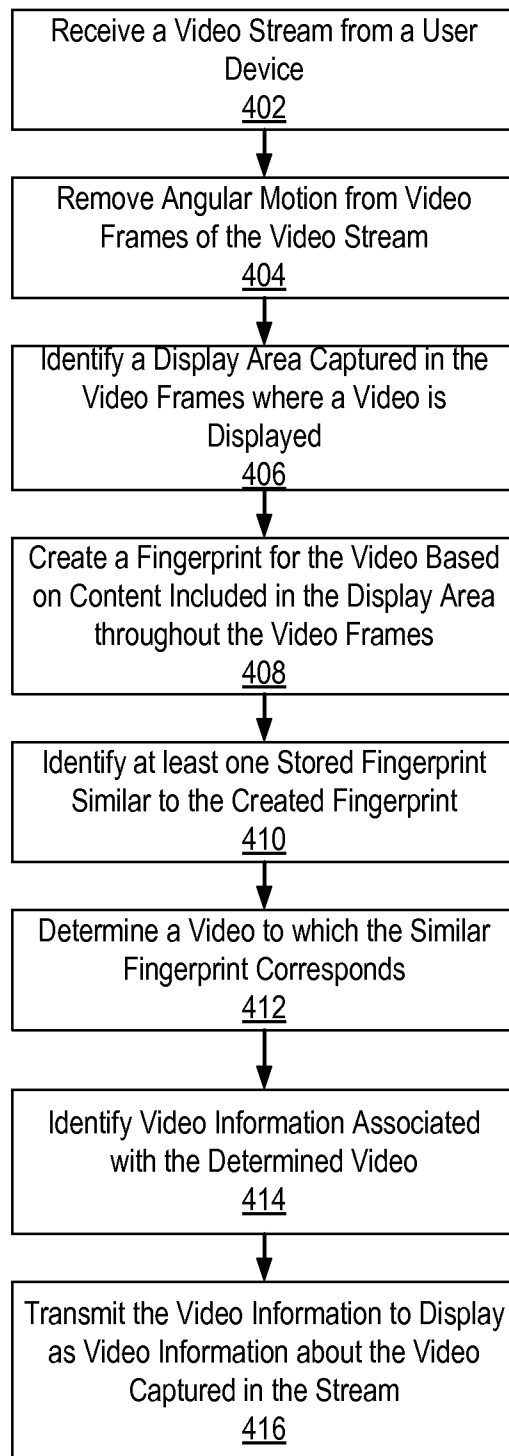 Receive a Video Stream from a User
Device
402
Remove Angular Motion from Video
Frames of the Video Stream
404
Identify a Display Area Captured in the
Video Frames where a Video is
Displayed
406
Create a Fingerprint for the Video Based
on Content Included in the Display Area
throughout the Video Frames
408
Identify at least one Stored Fingerprint
Similar to the Created Fingerprint
410
Determine a Video to which the Similar
Fingerprint Corresponds
412
Identify Video Information Associated
with the Determined Video
414
Transmit the Video Information to Display
as Video Information about the Video
Captured in the Stream
416